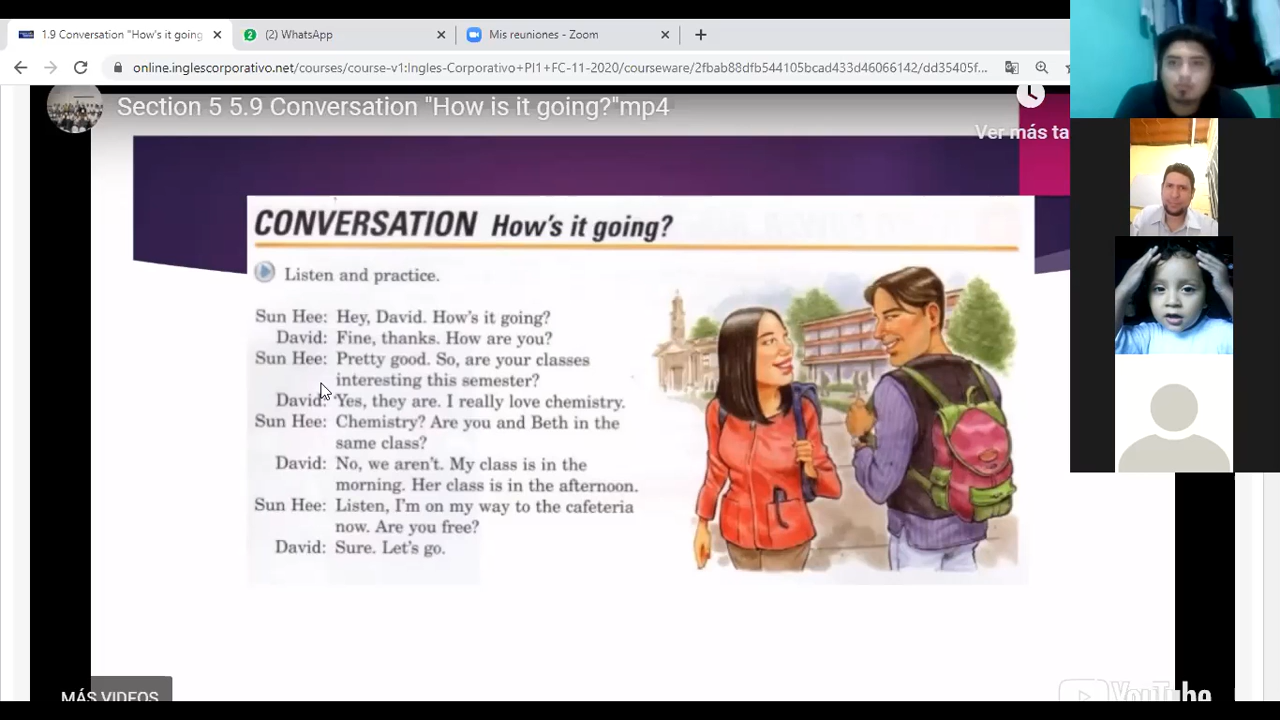 1.9 Conversation "How's it going
(2) WhatsApp
Mis reuniones - Zoom
online.inglescorporativo.net/courses/course-v1:Ingles-Corporativo+PI1+FC-11-2020/courseware/2fbab88dfb544105bcad433d46066142/dd35405f...
Section 5 5.9 Conversation "How is it going?"mp4
Ver más ta
CONVERSATION How's it going?
Listen and practice.
Sun Hee: Hey, David. How's it going?
David: Fine, thanks. How are you?
Sun Hee: Pretty good. So, are your classes
interesting this semester?
David: Yes, they are. I really love chemistry.
Sun Hee: Chemistry? Are you and Beth in the
same class?
David: No, we aren't. My class is in the
morning. Her class is in the afternoon.
Sun Hee: Listen, I'm on my way to the cafeteria
now. Are you free?
David: Sure. Let's go.
MÁS VIDEOS
YouTube